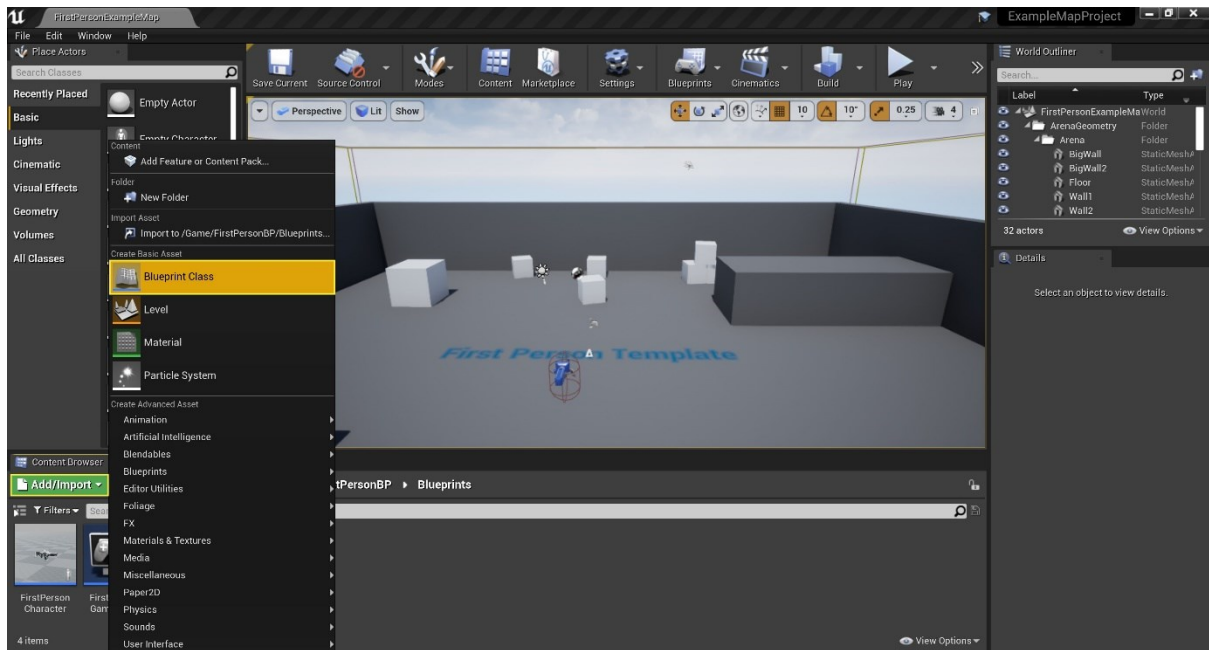 FirstPersonExampleMap
ExampleMapProject
File Edit Window Help
Place Actors
Search Classes
Recently Placed
Basic
Lights
Cinematic
Visual Effects
Geometry
Volumes
All Classes
Empty Actor
Empty Character
Save Current Source Control Modes Content Marketplace Settings Blueprints Cinematics Build Play
Perspective Lit Show
10 10° 0.25 4
Content
Add Feature or Content Pack...
Folder
New Folder
Import Asset
Import to /Game/FirstPersonBP/Blueprints...
Create Basic Asset
Blueprint Class
Level
Material
Particle System
Create Advanced Asset
Animation
Artificial Intelligence
Blendables
Blueprints
Editor Utilities
Foliage
FX
Materials & Textures
Media
Miscellaneous
Paper2D
Physics
Sounds
User Interface
First Person Template
World Outliner
Search...
Label Type
FirstPersonExampleMa World
ArenaGeometry Folder
Arena Folder
BigWall StaticMeshA
BigWall2 StaticMeshA
Floor StaticMeshA
Wall1 StaticMeshA
Wall2 StaticMeshA
32 actors View Options
Details
Select an object to view details.
Content Browser
Add/Import
tPersonBP Blueprints
Filters Sear
FirstPerson
Character
First
Gam
4 items View Options